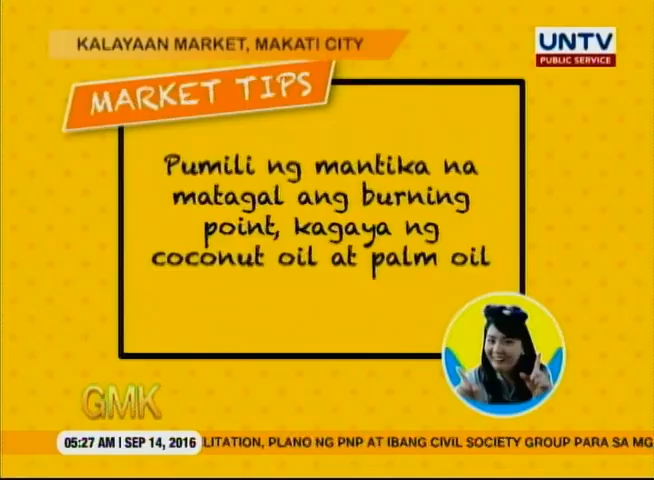 KALAYAAN MARKET, MAKATI CITY
UNTV
PUBLIC SERVICE
MARKET TIPS
Pumili ng mantika na
matagal ang burning
point, kagaya ng
coconut oil at palm oil
GMK
05:27 AM | SEP 14, 2016
LITATION, PLANO NG PNP AT IBANG CIVIL SOCIETY GROUP PARA SA MG